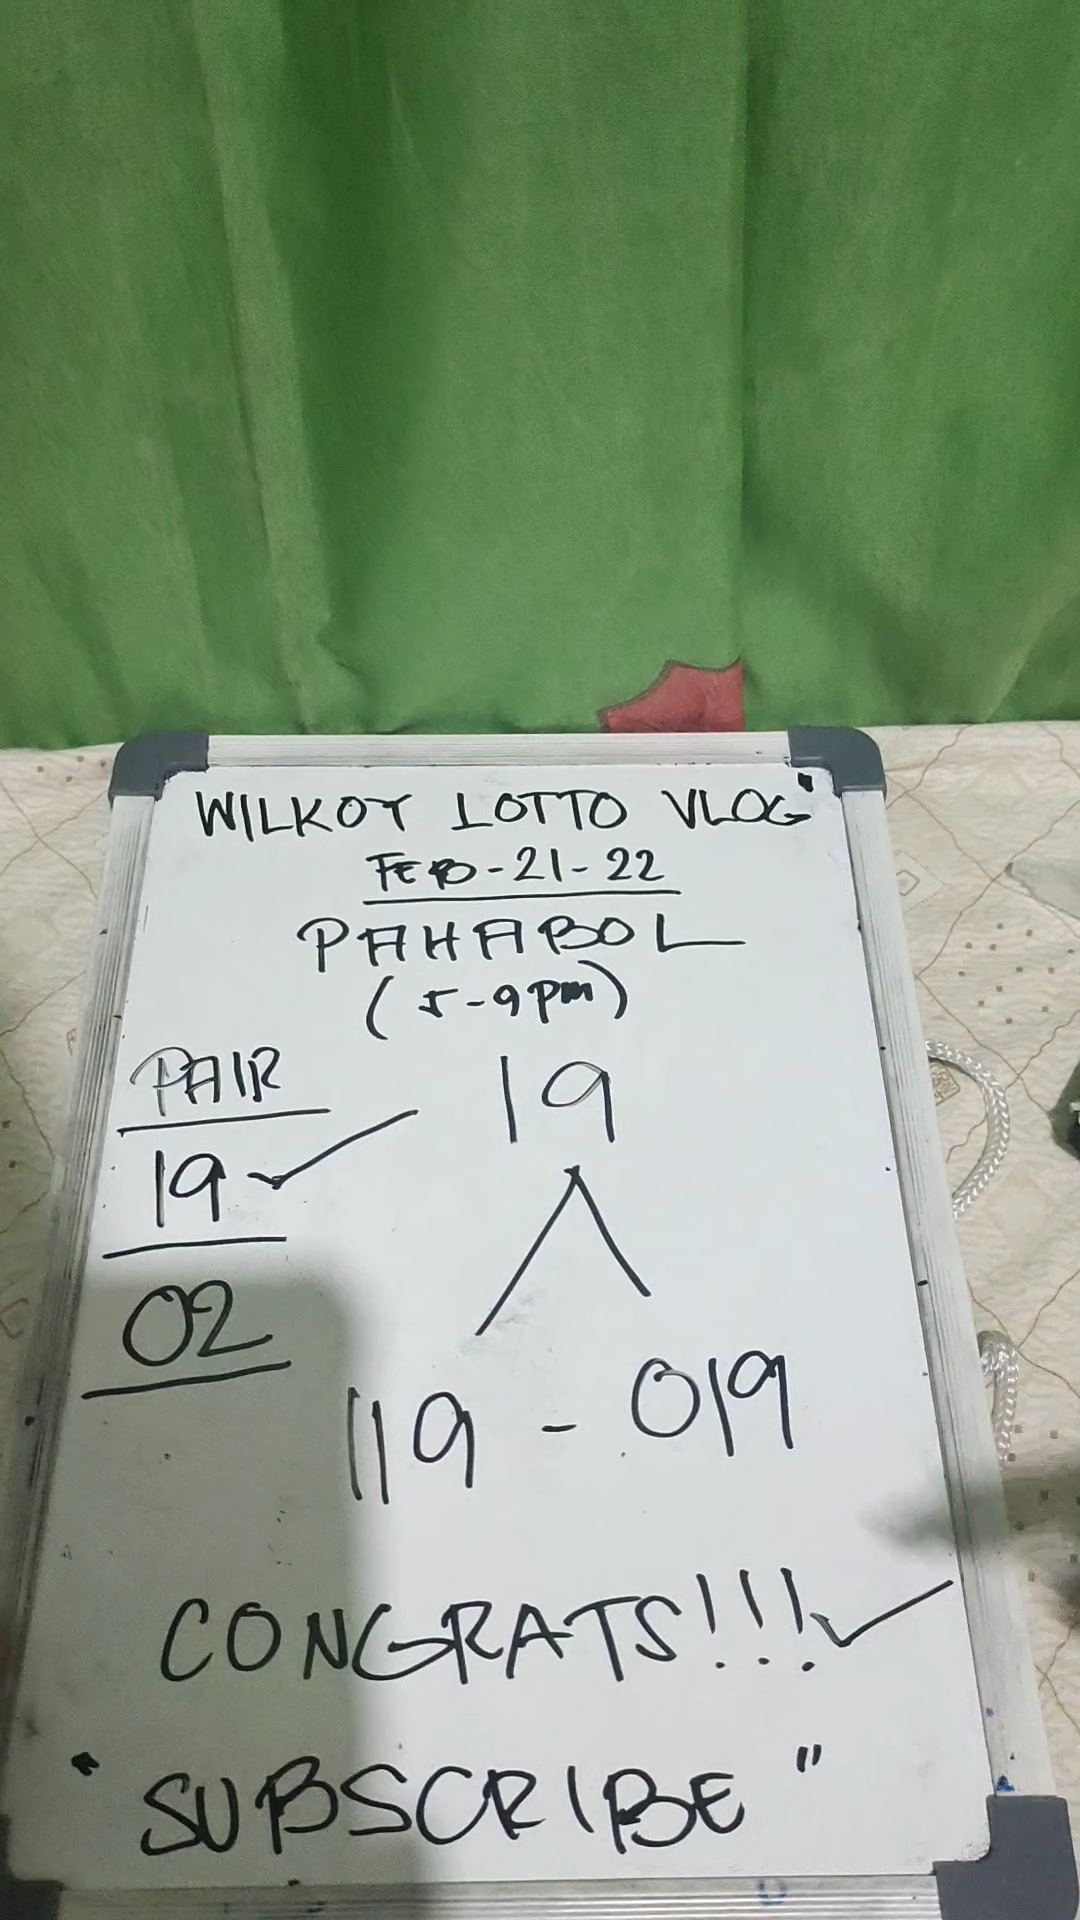 WILKOY LOTTO VLOG"
FEB-21-22
PAHABOL
(5-9pm)
PAIR
19
02
19
119 - 019
CONGRATS!!!
"SUBSCRIBE"